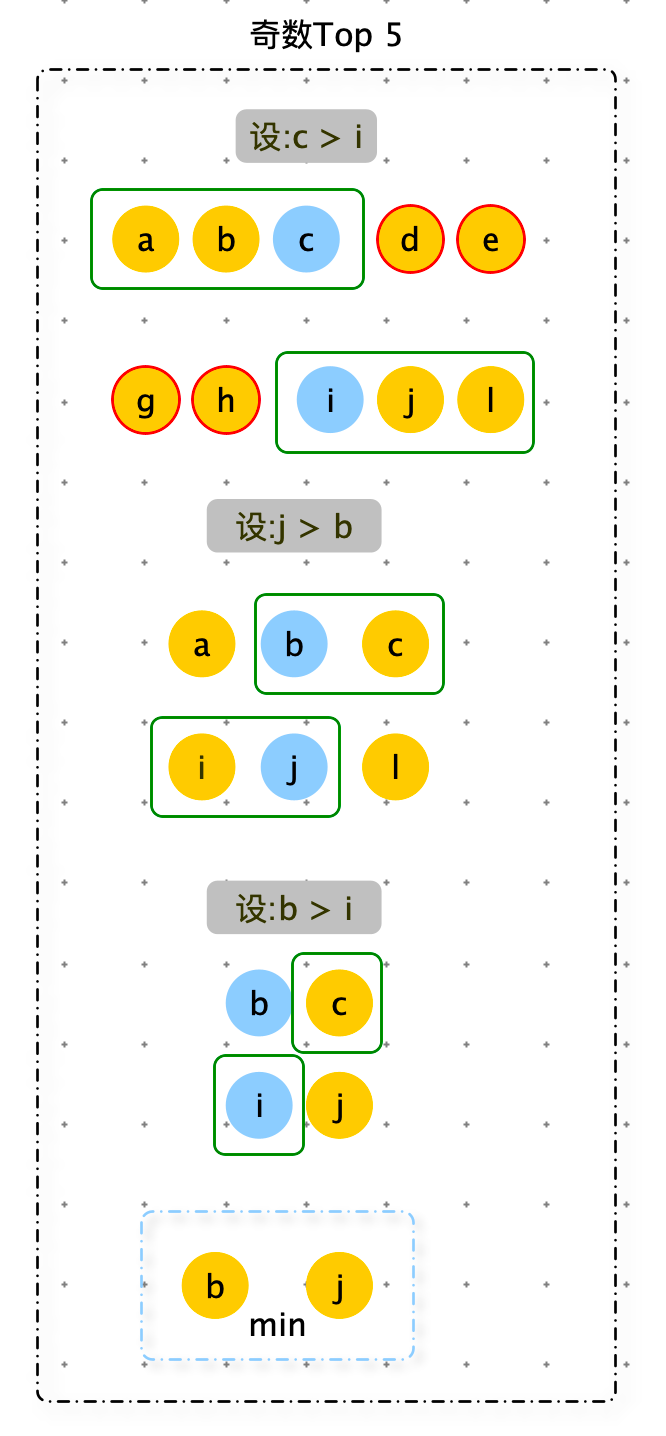 奇数Top 5
设:c > i
a b c d e
g h i j l
设:j > b
a b c
i j l
设:b > i
b c
i j
b j
min